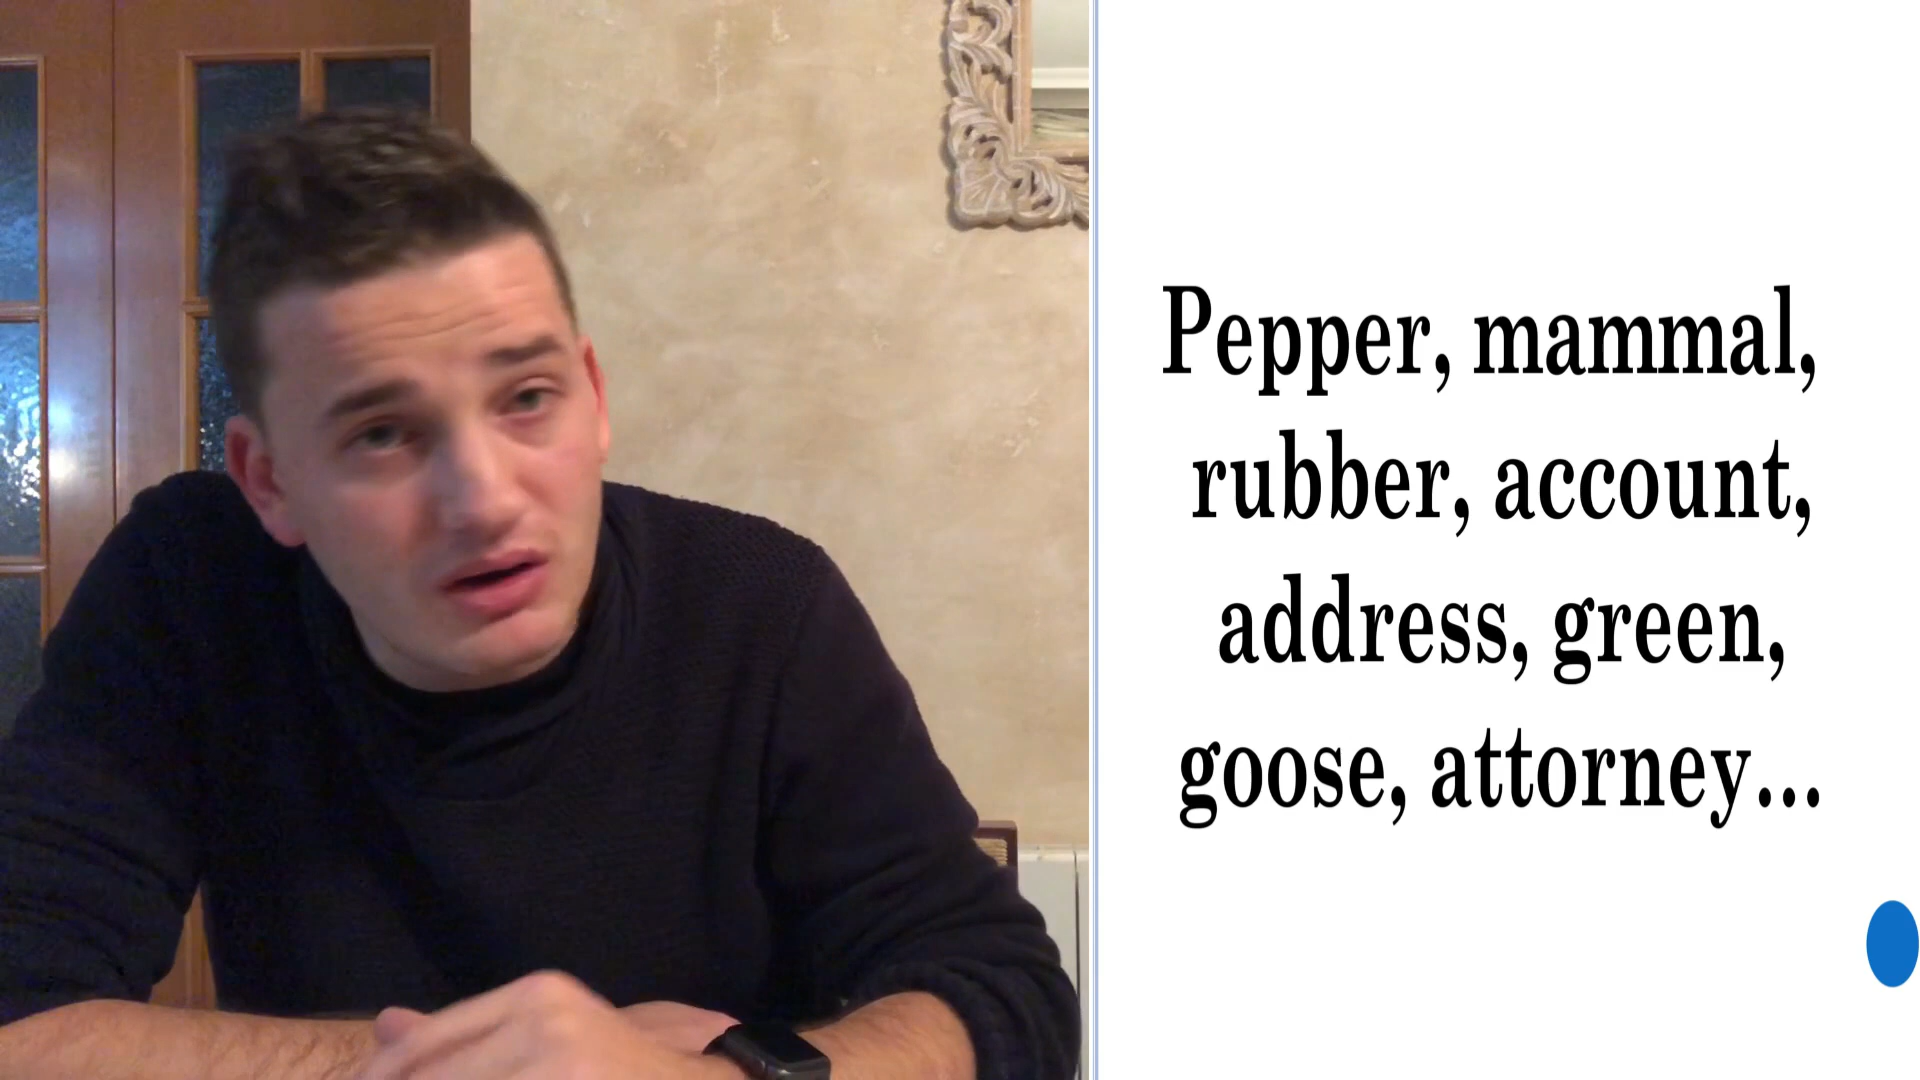 Pepper, mammal,
rubber, account,
address, green,
goose, attorney...